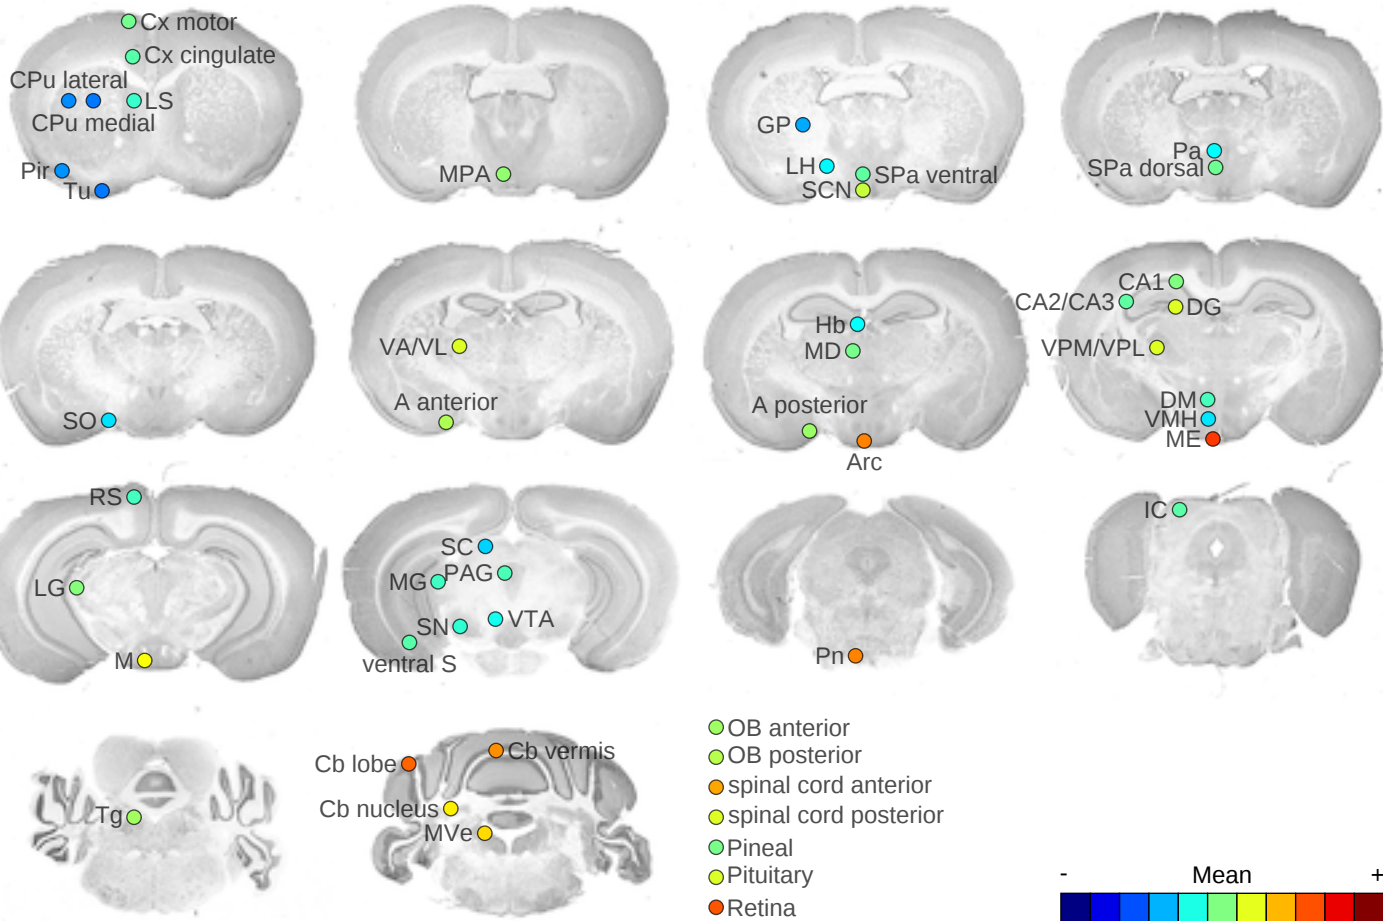 Cx motor
Cx cingulate
CPu lateral
LS
CPu medial
Pir
Tu
MPA
GP
LH
SPa ventral
SCN
Pa
SPa dorsal
SO
VA/VL
A anterior
Hb
MD
A posterior
Arc
CA1
CA2/CA3
DG
VPM/VPL
DM
VMH
ME
RS
LG
M
SC
PAG
MG
VTA
SN
ventral S
Pn
IC
Tg
Cb vermis
Cb lobe
Cb nucleus
MVe
OB anterior
OB posterior
spinal cord anterior
spinal cord posterior
Pineal
Pituitary
Retina
- Mean +